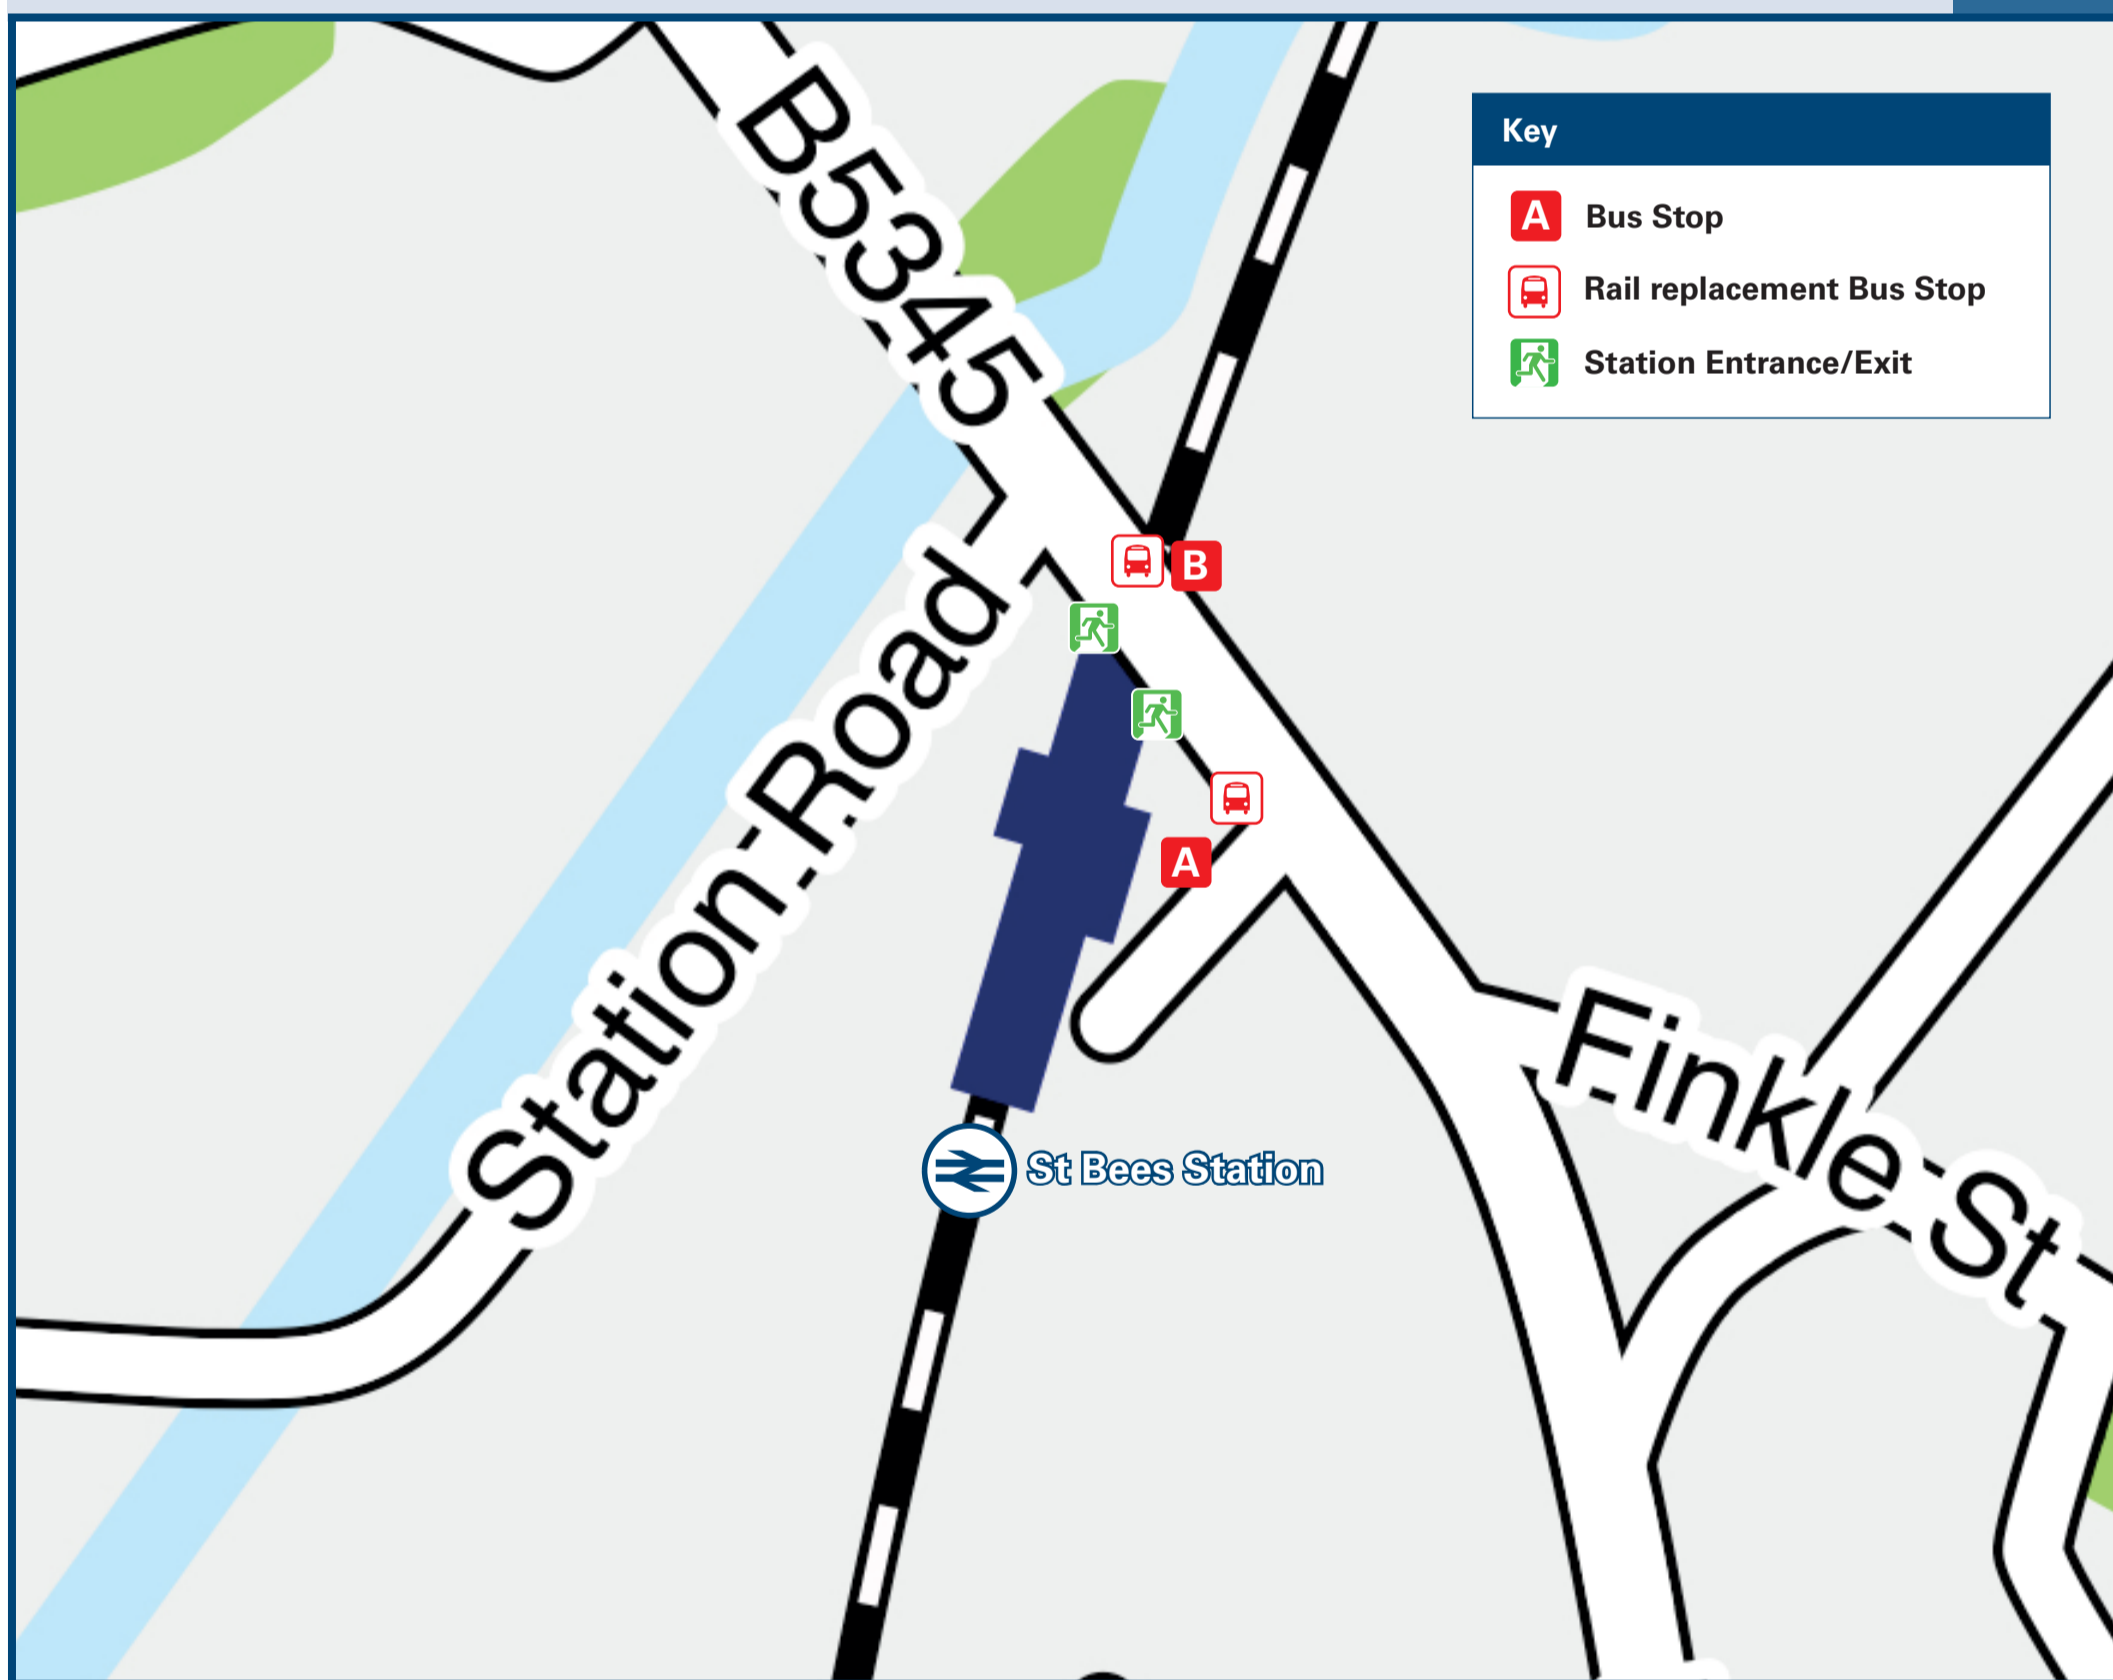 B5345
Key
A Bus Stop
Rail replacement Bus Stop
Station Entrance/Exit
B
Station Road
A
Finkle St
St Bees Station